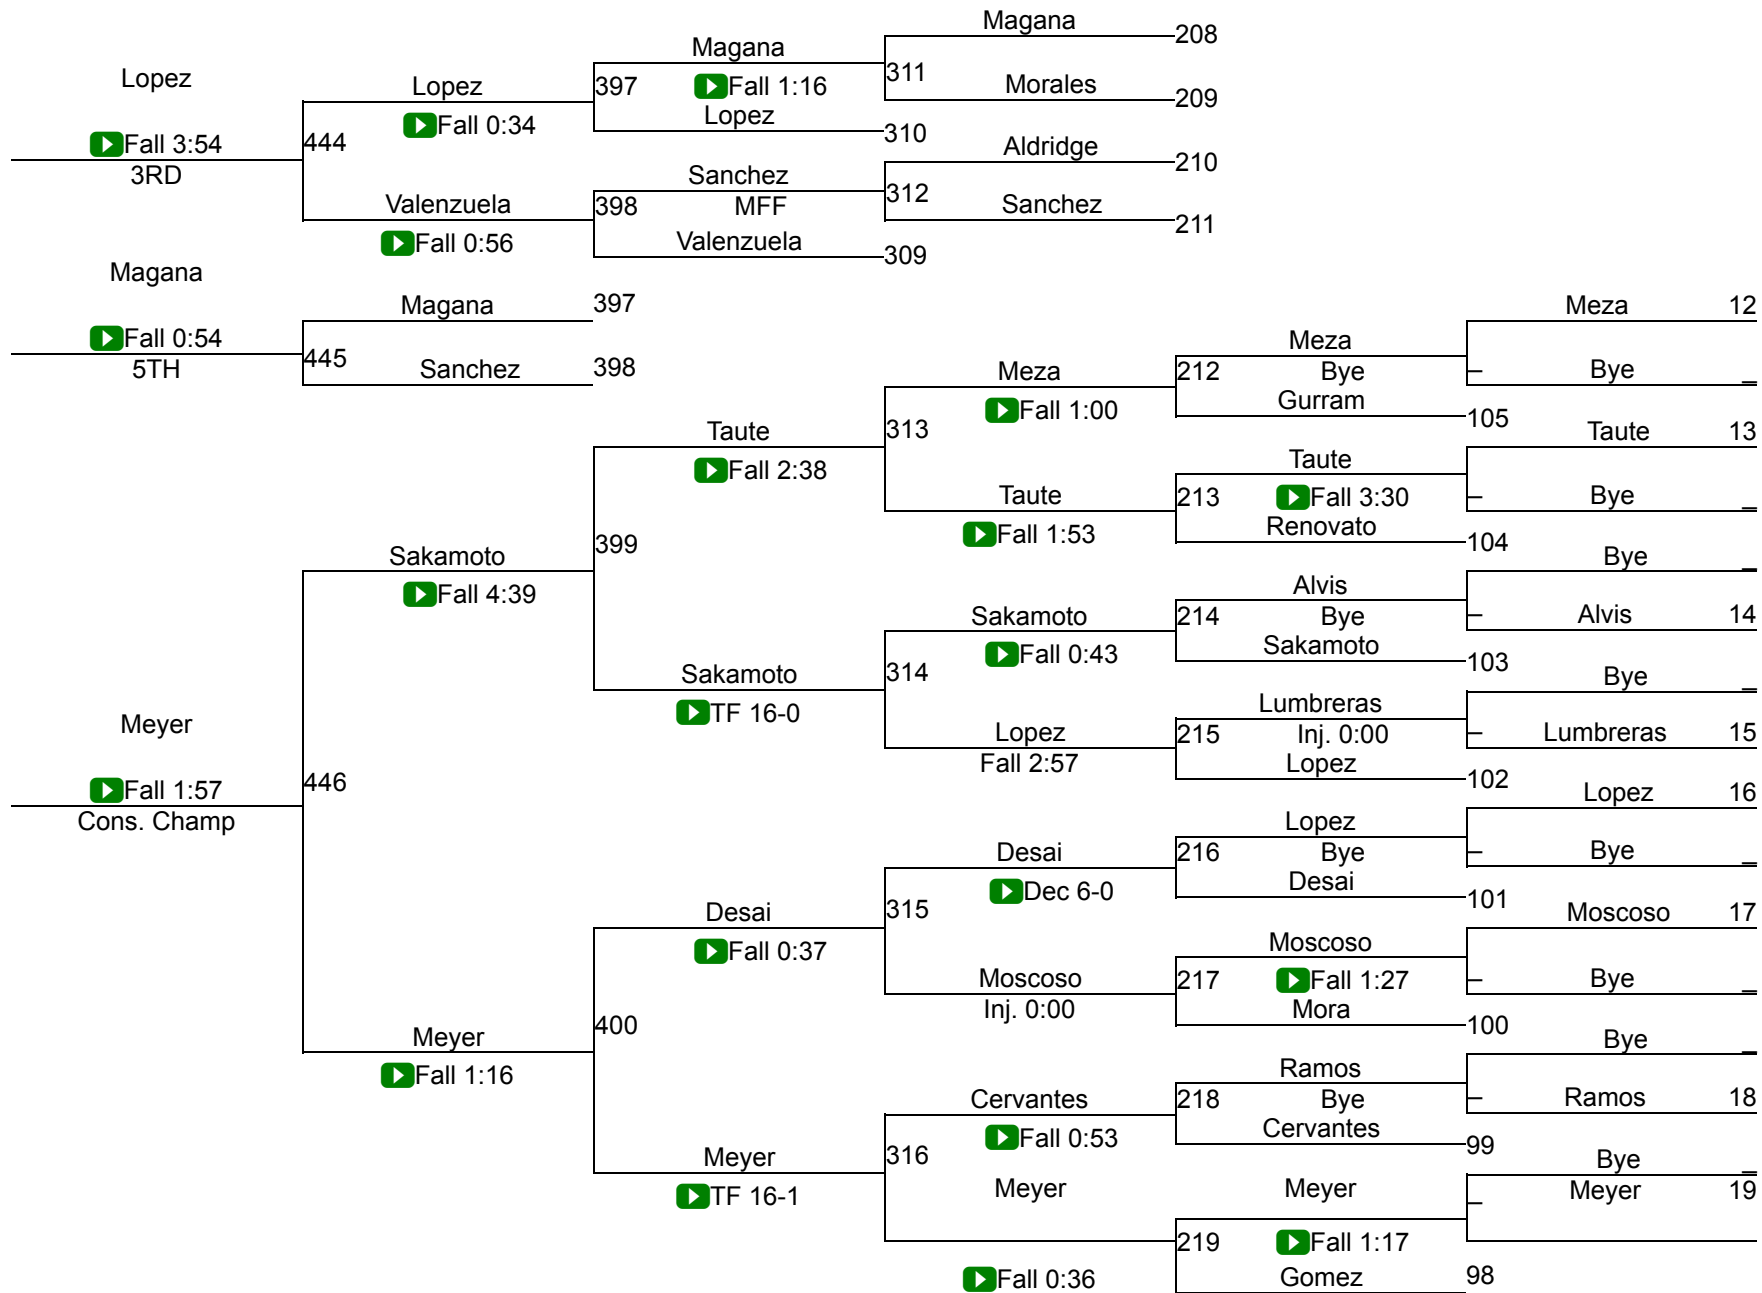 Magana 208
Magana
Lopez
Lopez
397 Fall 1:16
311 Morales
209
Fall 0:34
Lopez
310
Fall 3:54
444
3RD
Aldridge 210
Sanchez
Valenzuela
398 MFF
312 Sanchez
211
Fall 0:56
Valenzuela
309
Magana
Magana 397
Fall 0:54
445
5TH
Sanchez 398
Meza 12
Meza
Meza
212 Bye
– Bye _
Fall 1:00
Gurram
105
Taute
313
Taute 13
Fall 2:38
Taute
Taute
213 Fall 3:30
– Bye _
Fall 1:53
Renovato
104
399
Sakamoto
Bye _
Fall 4:39
Alvis
Sakamoto
214 Bye
– Alvis 14
Fall 0:43
Sakamoto
103
Sakamoto
314
Bye _
TF 16-0
Lumbreras
Lopez
215 Inj. 0:00
– Lumbreras 15
Fall 2:57
Lopez
102
Meyer
446
Fall 1:57
Cons. Champ
Lopez 16
Lopez
Desai
216 Bye
– Bye _
Dec 6-0
Desai
101
Desai
315
Moscoso 17
Fall 0:37
Moscoso
Moscoso
217 Fall 1:27
– Bye _
Inj. 0:00
Mora
100
400
Meyer
Bye _
Fall 1:16
Ramos
Cervantes
218 Bye
– Ramos 18
Fall 0:53
Cervantes
99
Meyer
316
Bye _
TF 16-1
Meyer
Meyer
– Meyer 19
219 Fall 1:17
Fall 0:36
Gomez
98